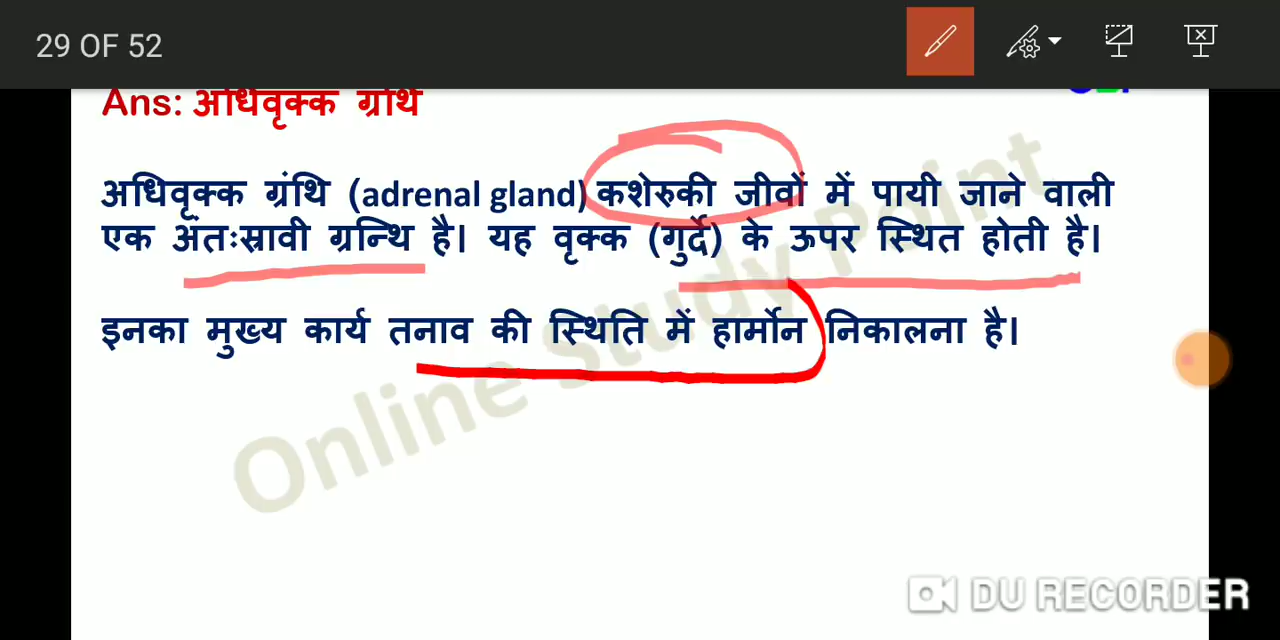 29 OF 52
Ans: अधिवृक्क ग्रंथि
अधिवृक्क ग्रंथि (adrenal gland) कशेरुकी जीवों में पायी जाने वाली
एक अंतःस्रावी ग्रन्थि है। यह वृक्क (गुर्दे) के ऊपर स्थित होती है।
इनका मुख्य कार्य तनाव की स्थिति में हार्मोन निकालना है।
Online Study Point
DU RECORDER